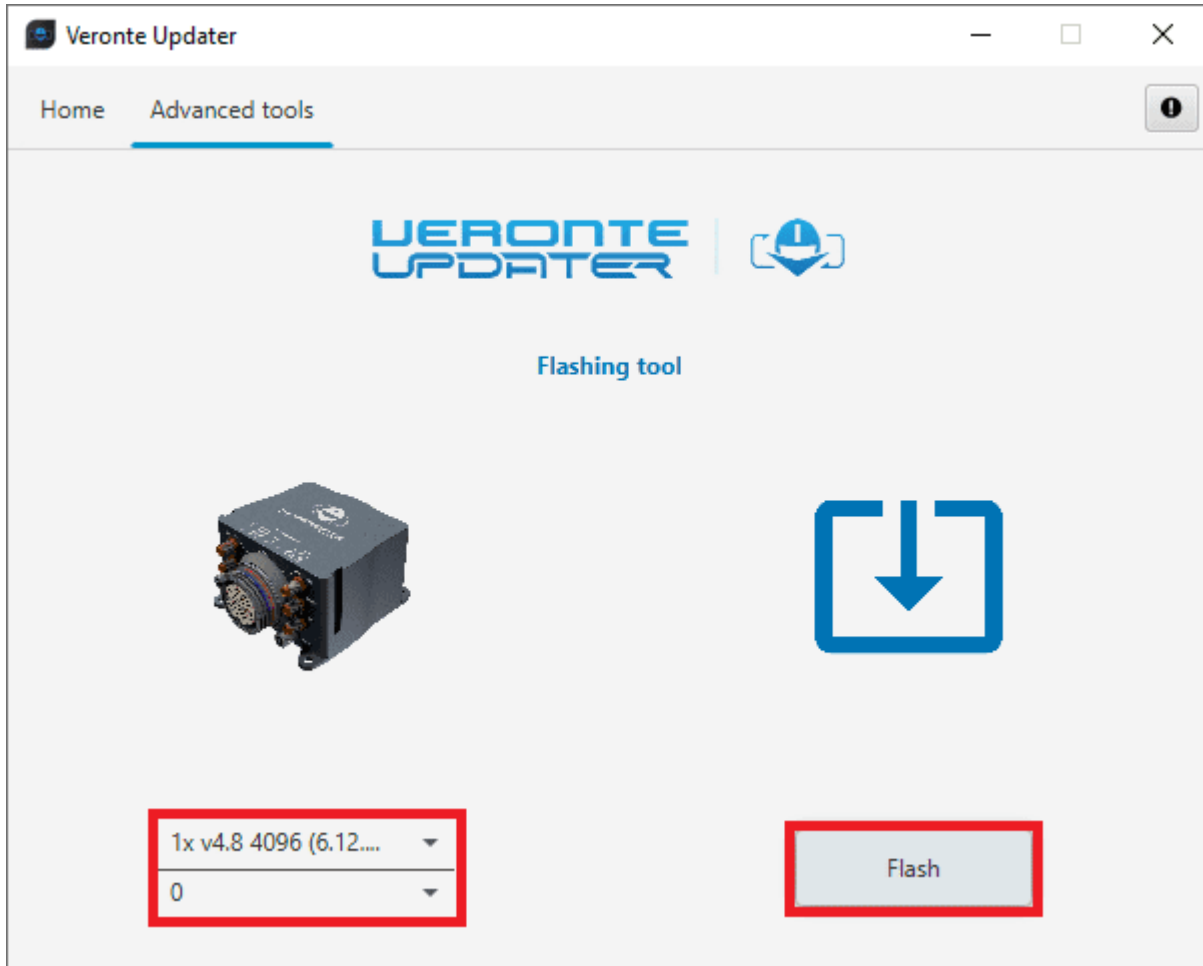 Veronte Updater
Home Advanced tools
VERONTE
UPDATER
Flashing tool
1x v4.8 4096 (6.12....
0
Flash